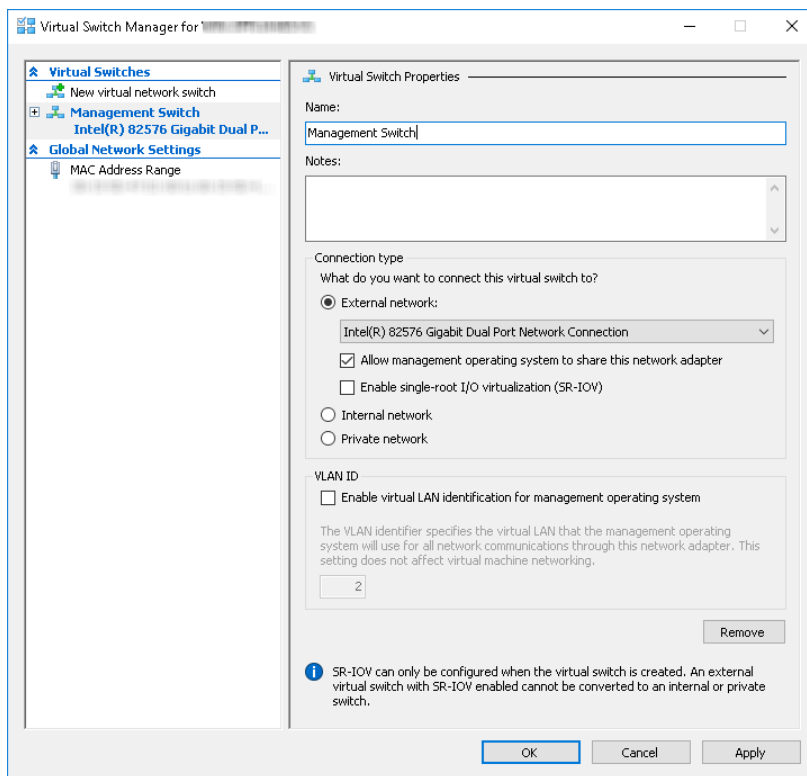 Virtual Switch Manager for
Virtual Switches
New virtual network switch
Management Switch
Intel(R) 82576 Gigabit Dual P...
Global Network Settings
MAC Address Range
Virtual Switch Properties
Name:
Management Switch
Notes:
Connection type
What do you want to connect this virtual switch to?
External network:
Intel(R) 82576 Gigabit Dual Port Network Connection
Allow management operating system to share this network adapter
Enable single-root I/O virtualization (SR-IOV)
Internal network
Private network
VLAN ID
Enable virtual LAN identification for management operating system
The VLAN identifier specifies the virtual LAN that the management operating
system will use for all network communications through this network adapter. This
setting does not affect virtual machine networking.
2
Remove
SR-IOV can only be configured when the virtual switch is created. An external
virtual switch with SR-IOV enabled cannot be converted to an internal or private
switch.
OK
Cancel
Apply